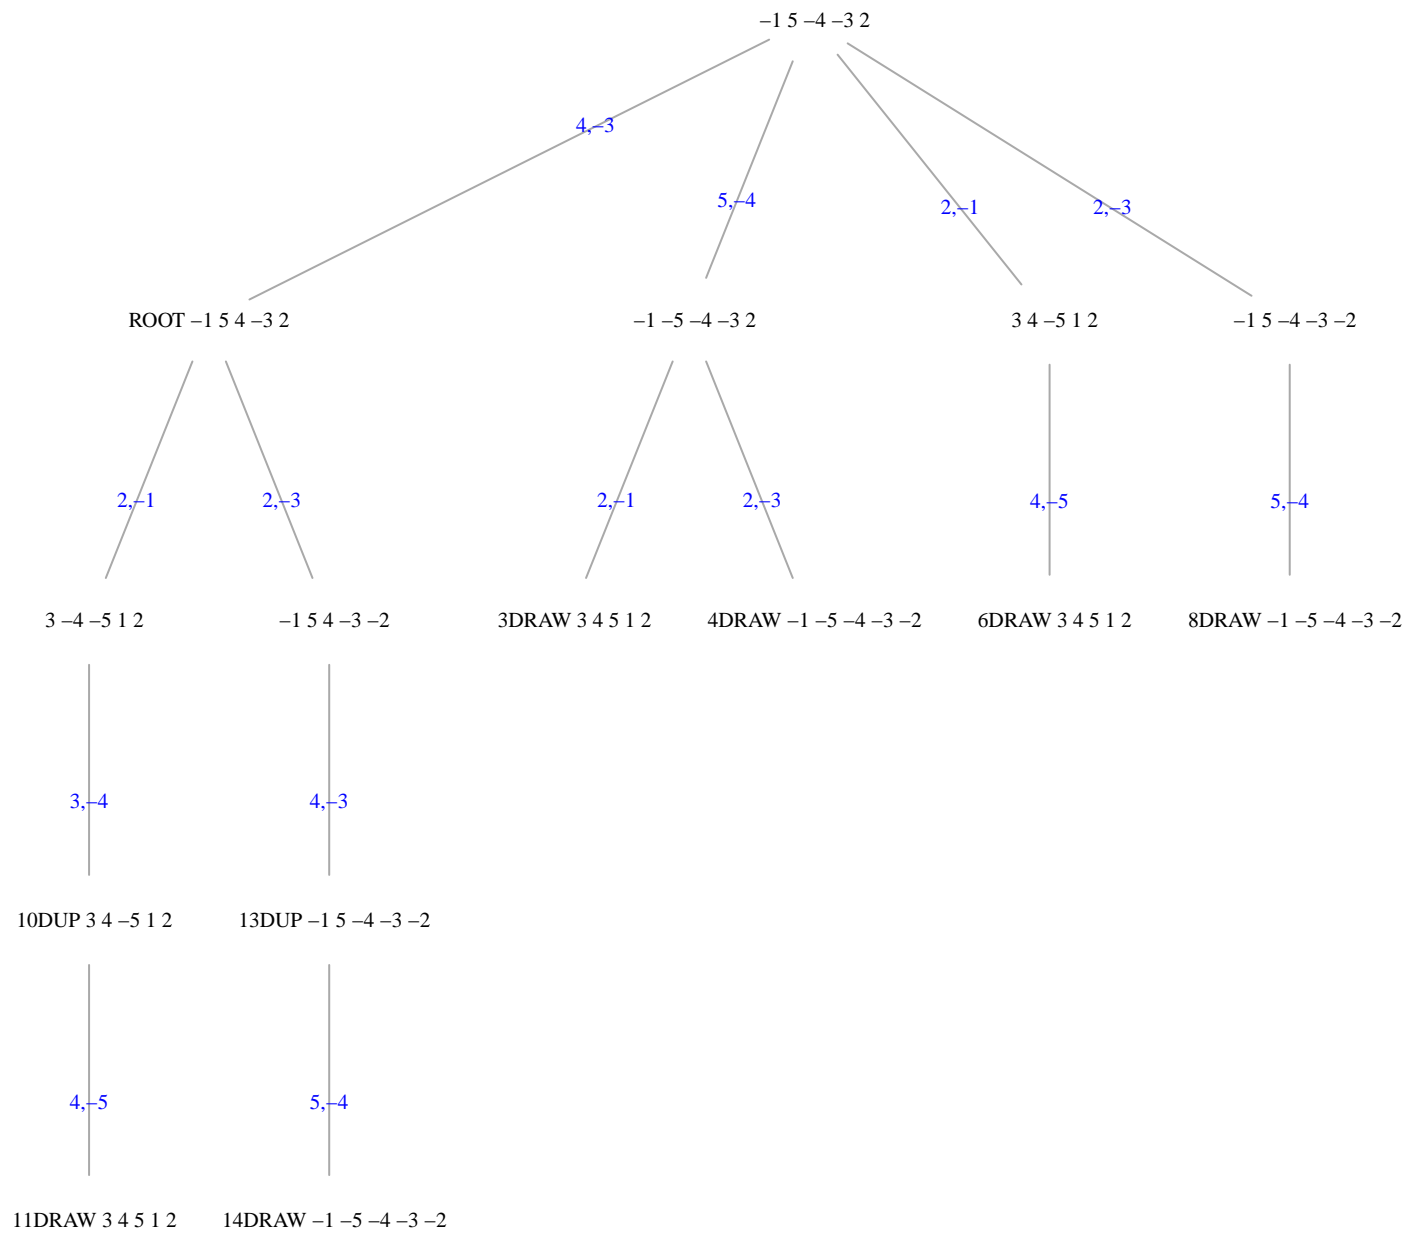 –1 5 –4 –3 2
4,–3
5,–4
2,–1
2,–3
ROOT –1 5 4 –3 2
–1 –5 –4 –3 2
3 4 –5 1 2
–1 5 –4 –3 –2
2,–1
2,–3
2,–1
2,–3
4,–5
5,–4
3 –4 –5 1 2
–1 5 4 –3 –2
3DRAW 3 4 5 1 2
4DRAW –1 –5 –4 –3 –2
6DRAW 3 4 5 1 2
8DRAW –1 –5 –4 –3 –2
3,–4
4,–3
10DUP 3 4 –5 1 2
13DUP –1 5 –4 –3 –2
4,–5
5,–4
11DRAW 3 4 5 1 2
14DRAW –1 –5 –4 –3 –2